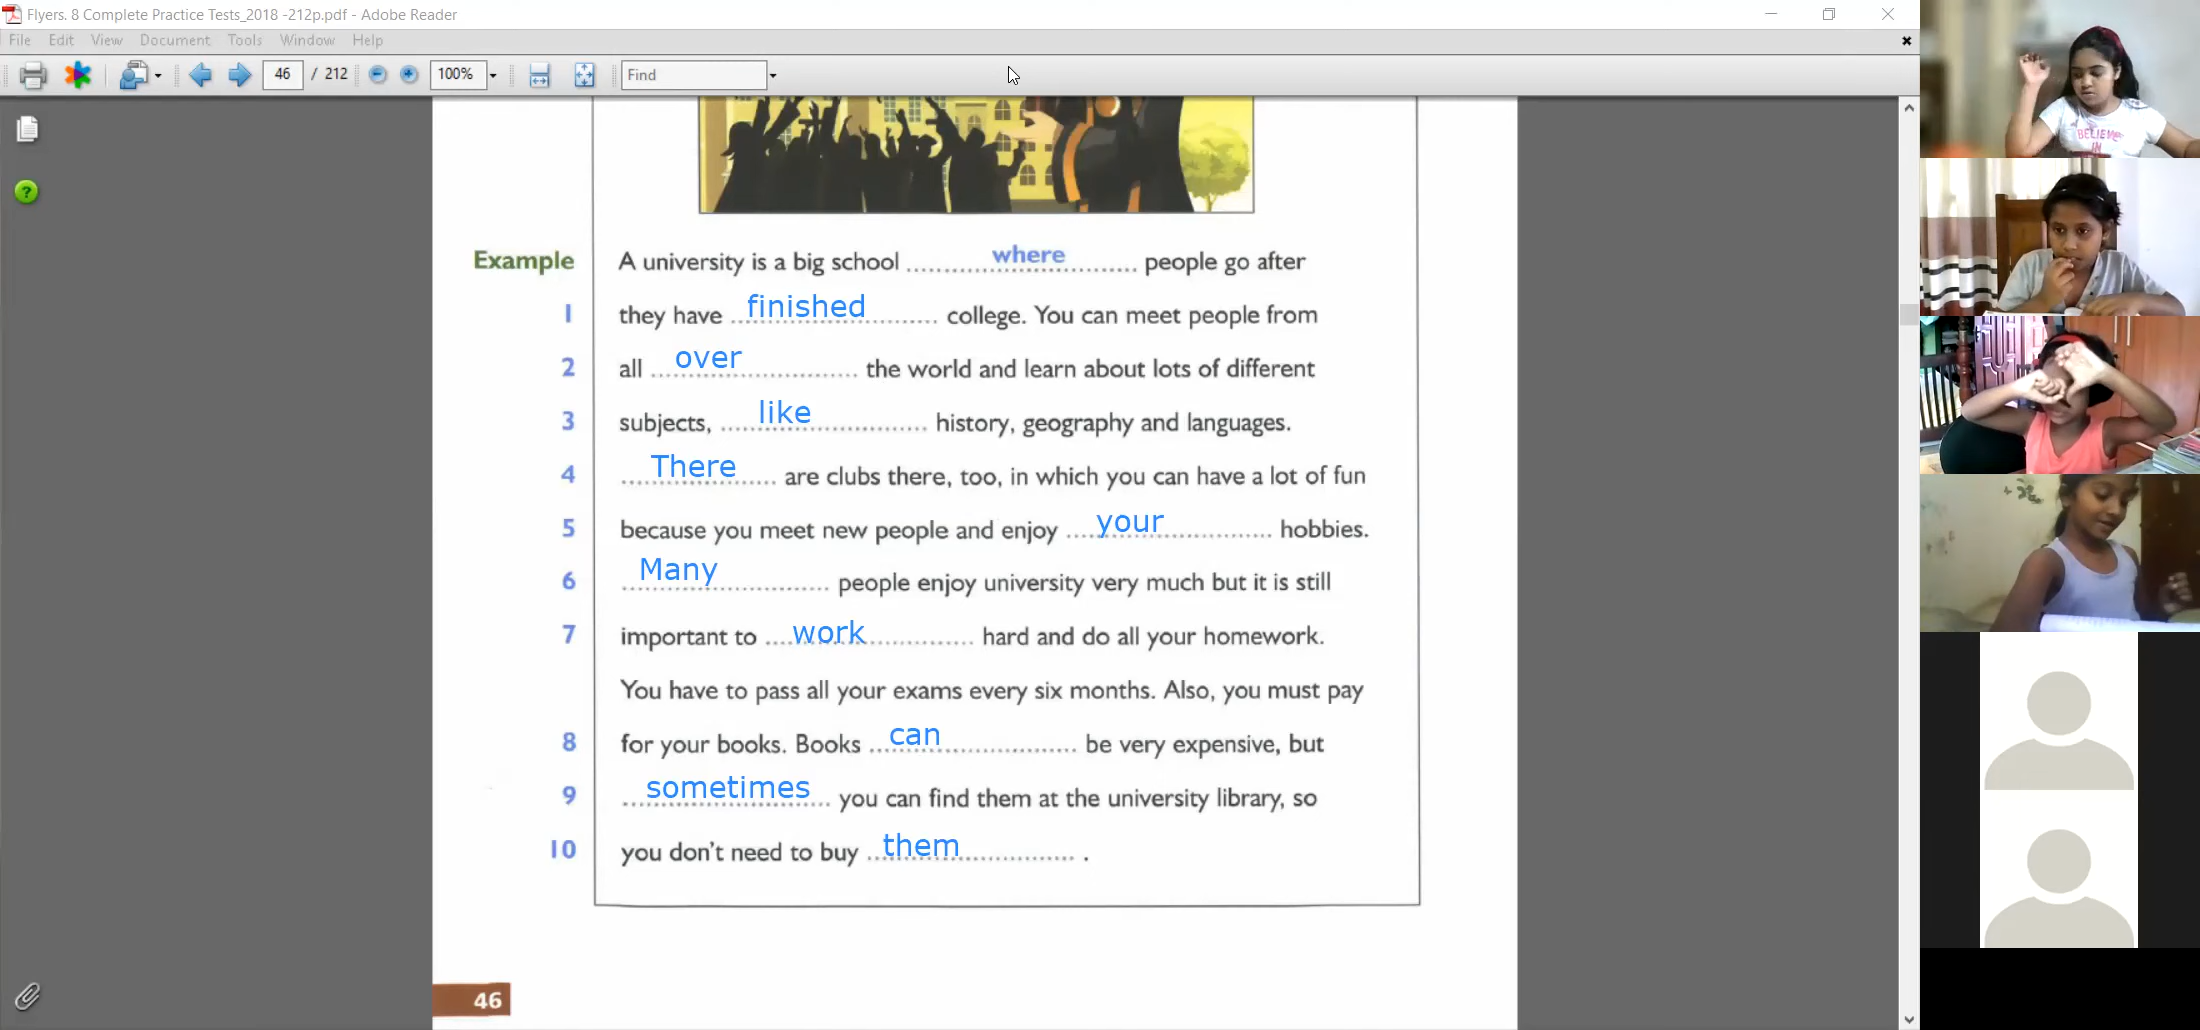 Flyers. 8 Complete Practice Tests_2018 -212p.pdf - Adobe Reader
File Edit View Document Tools Window Help
46 / 212 100% Find
Example A university is a big school where people go after
1 they have finished college. You can meet people from
2 all over the world and learn about lots of different
3 subjects, like history, geography and languages.
4 There are clubs there, too, in which you can have a lot of fun
5 because you meet new people and enjoy your hobbies.
6 Many people enjoy university very much but it is still
7 important to work hard and do all your homework.
You have to pass all your exams every six months. Also, you must pay
8 for your books. Books can be very expensive, but
9 sometimes you can find them at the university library, so
10 you don't need to buy them .
46
BELIEVE
IN